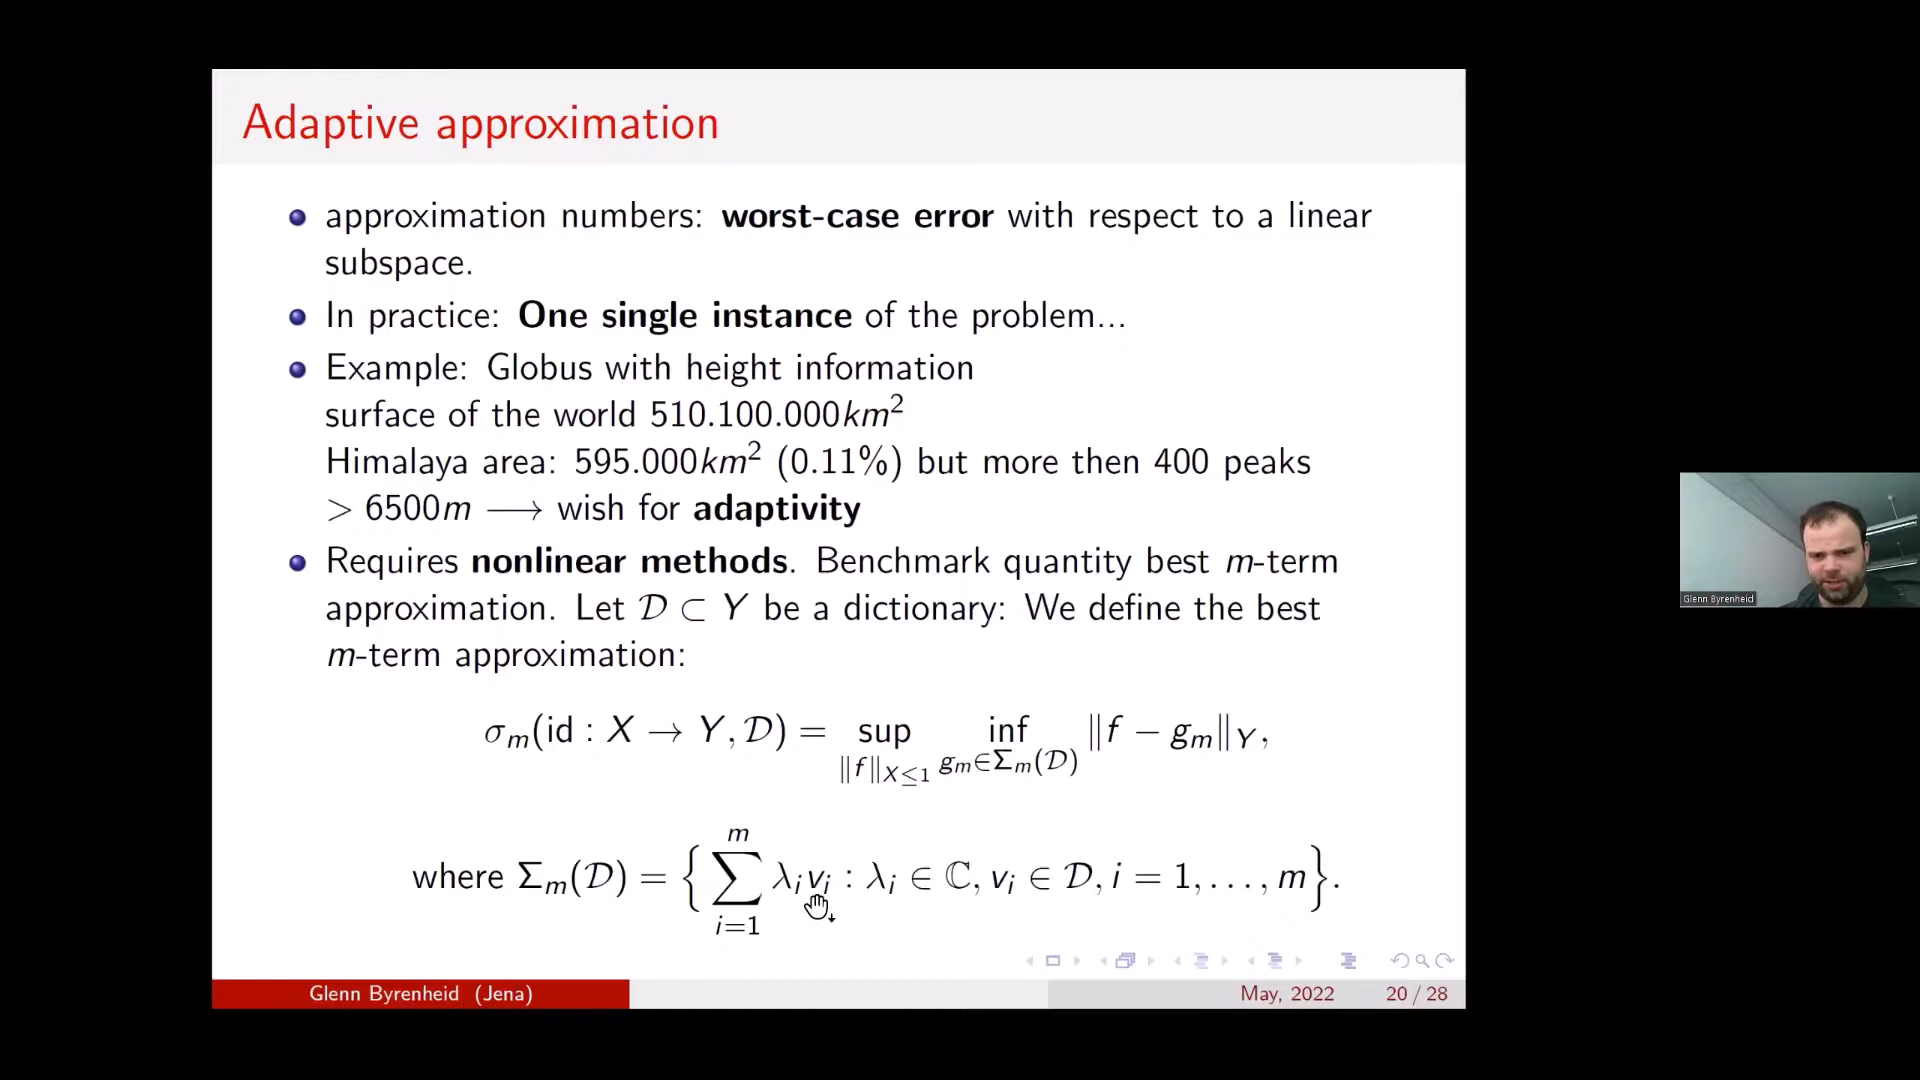 Adaptive approximation
approximation numbers: worst-case error with respect to a linear
subspace.
In practice: One single instance of the problem...
Example: Globus with height information
surface of the world 510.100.000km²
Himalaya area: 595.000km² (0.11%) but more then 400 peaks
> 6500m ⟶ wish for adaptivity
Requires nonlinear methods. Benchmark quantity best m-term
approximation. Let 𝒟 ⊂ Y be a dictionary: We define the best
m-term approximation:
σ_m(id : X → Y, 𝒟) = sup_{‖f‖_X≤1} inf_{g_m∈Σ_m(𝒟)} ‖f − g_m‖_Y,
where Σ_m(𝒟) = { ∑_{i=1}^{m} λ_i v_i : λ_i ∈ ℂ, v_i ∈ 𝒟, i = 1, . . . , m }.
Glenn Byrenheid (Jena) May, 2022 20 / 28
Glenn Byrenheid